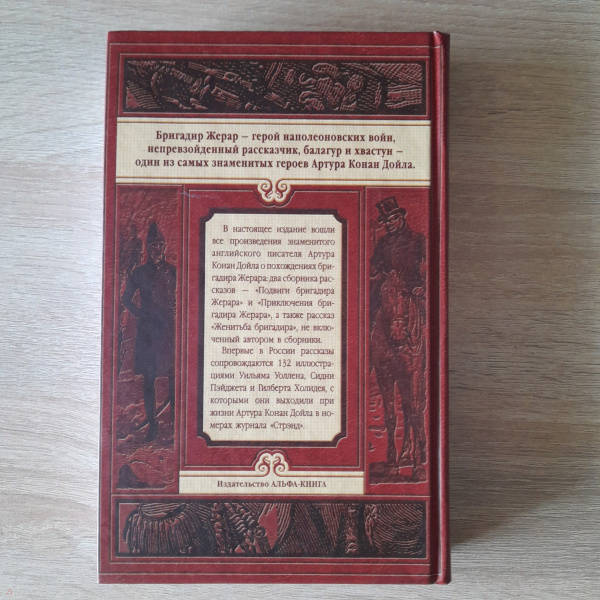 Бригадир Жерар – герой наполеоновских войн,
непревзойденный рассказчик, балагур и хвастун –
один из самых знаменитых героев Артура Конан Дойла.
В настоящее издание вошли
все произведения знаменитого
английского писателя Артура
Конан Дойла о похождениях бри-
гадира Жерара: два сборника рас-
сказов — «Подвиги бригадира
Жерара» и «Приключения бри-
гадира Жерара», а также рассказ
«Женитьба бригадира», не вклю-
ченный автором в сборники.
Впервые в России рассказы
сопровождаются 132 иллюстра-
циями Уильяма Уоллена, Сидни
Пэйджета и Гилберта Холидея, с
которыми они выходили при
жизни Артура Конан Дойла в но-
мерах журнала «Стрэнд».
Издательство АЛЬФА-КНИГА